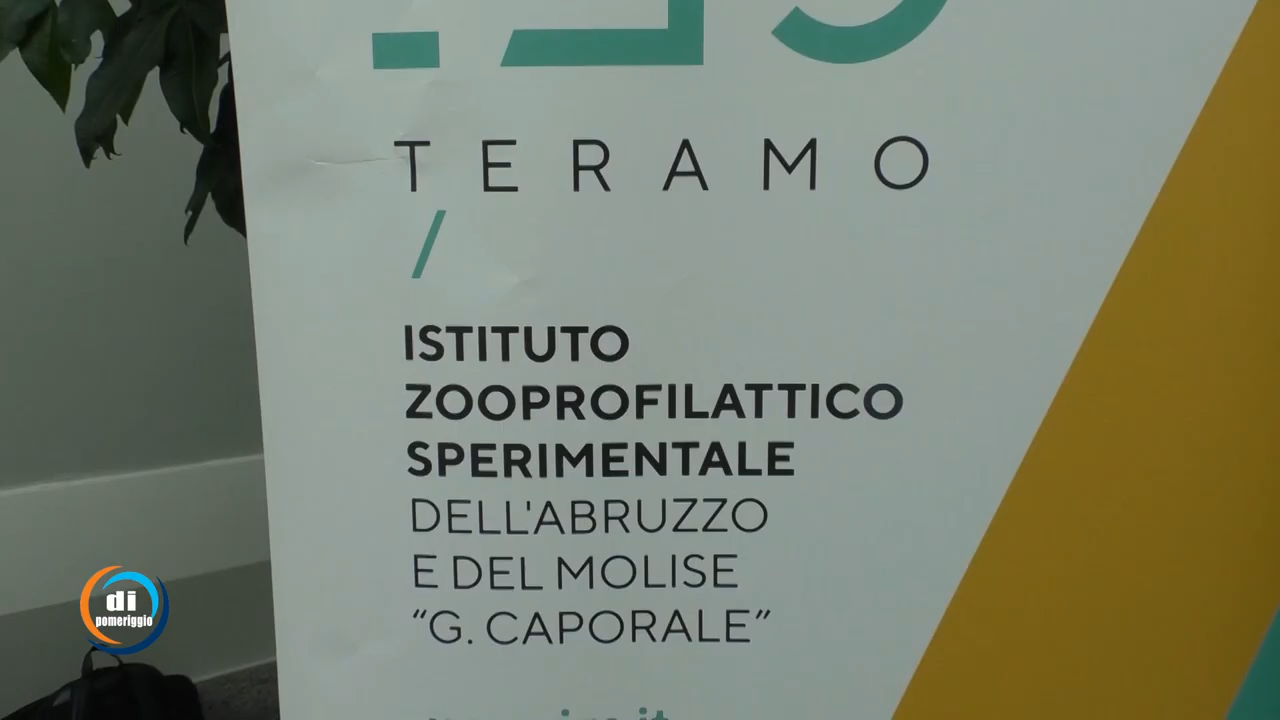 TERAMO
/
ISTITUTO
ZOOPROFILATTICO
SPERIMENTALE
DELL'ABRUZZO
E DEL MOLISE
“G. CAPORALE”
di
pomeriggio